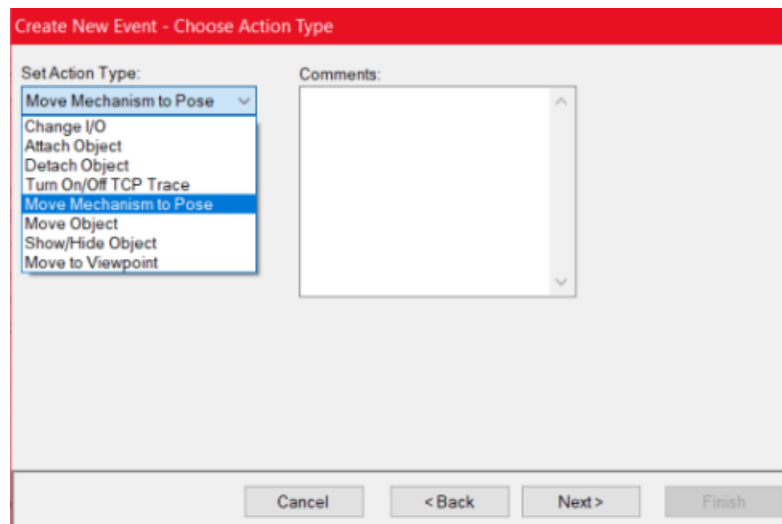 Create New Event - Choose Action Type
Set Action Type:
Comments:
Move Mechanism to Pose
Change I/O
Attach Object
Detach Object
Turn On/Off TCP Trace
Move Mechanism to Pose
Move Object
Show/Hide Object
Move to Viewpoint
Cancel
< Back
Next >
Finish